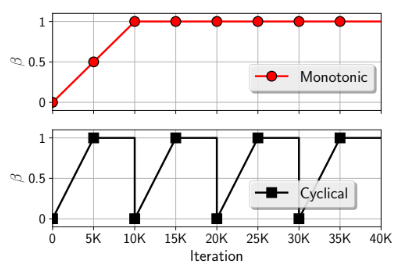 1
β 0.5
0
Monotonic
1
β 0.5
0
Cyclical
0 5K 10K 15K 20K 25K 30K 35K 40K
Iteration